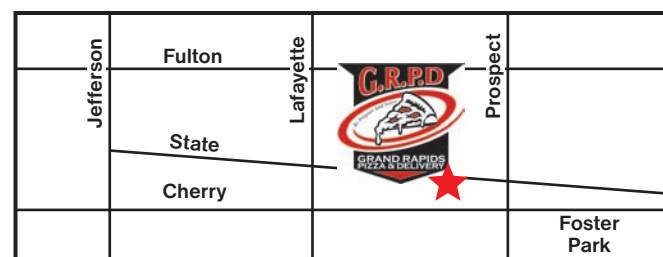 Fulton
Jefferson
Lafayette
Prospect
G.R.P.D
GRAND RAPIDS
PIZZA & DELIVERY
State
Cherry
Foster
Park